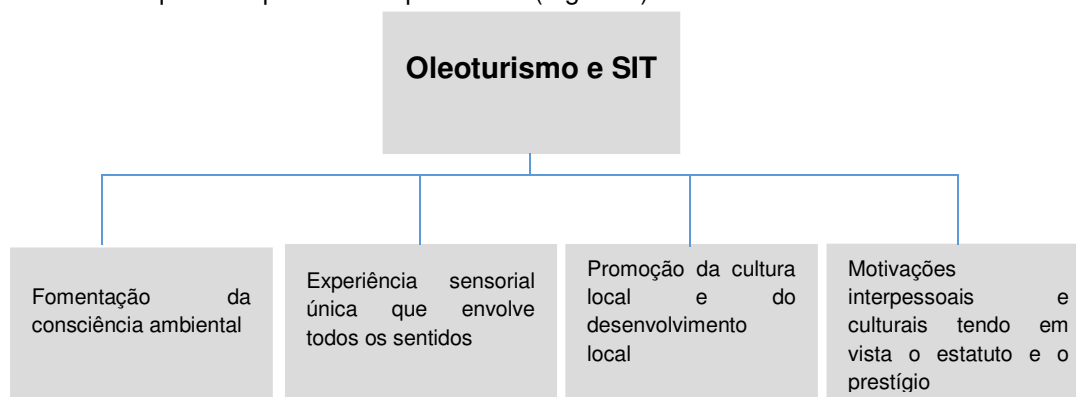 Oleoturismo e SIT
Fomentação da
consciência ambiental
Experiência sensorial
única que envolve
todos os sentidos
Promoção da cultura
local e do
desenvolvimento
local
Motivações
interpessoais e
culturais tendo em
vista o estatuto e o
prestígio